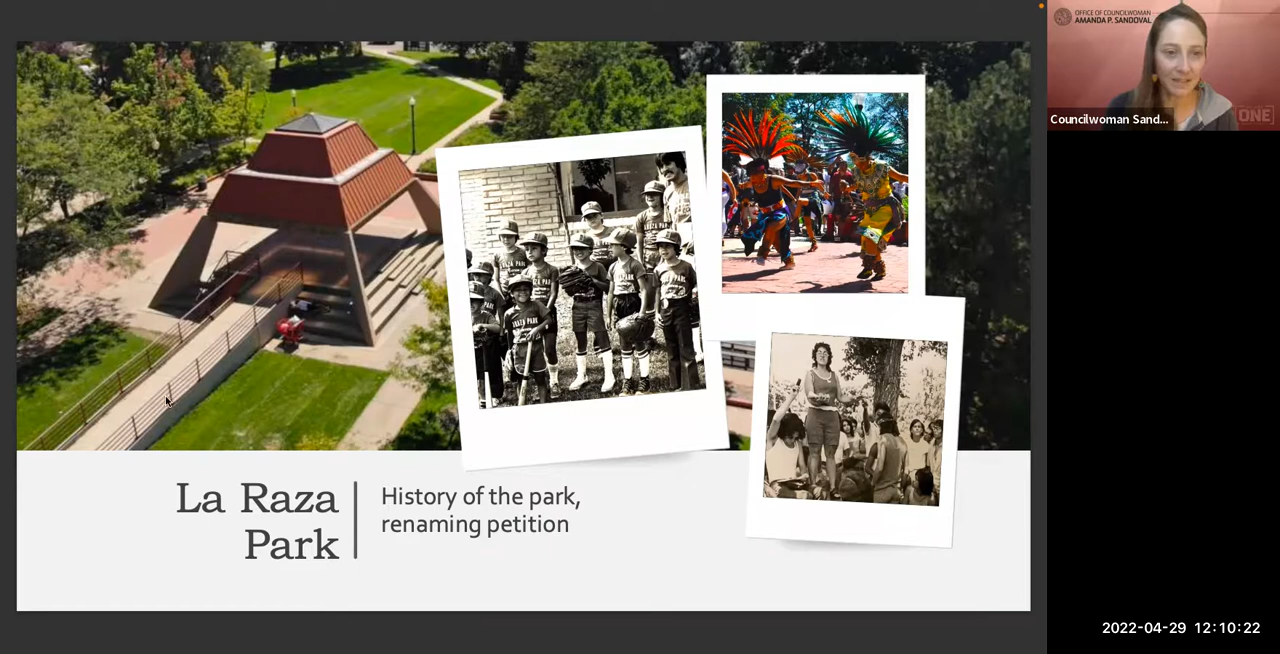 OFFICE OF COUNCILWOMAN
AMANDA P. SANDOVAL
ONE
Councilwoman Sand...
La Raza
Park
History of the park,
renaming petition
2022-04-29 12:10:22